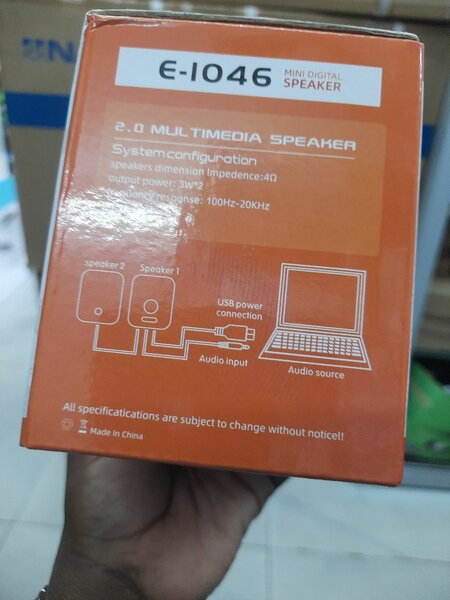 E-1046 MINI DIGITAL SPEAKER
2.0 MULTIMEDIA SPEAKER
System configuration
speakers dimension Impedence:4Ω
output power: 3W*2
response: 100Hz-20KHz
speaker 2 Speaker 1
USB power
connection
Audio input
Audio source
All specificatications are subject to change without noticel!
Made In China